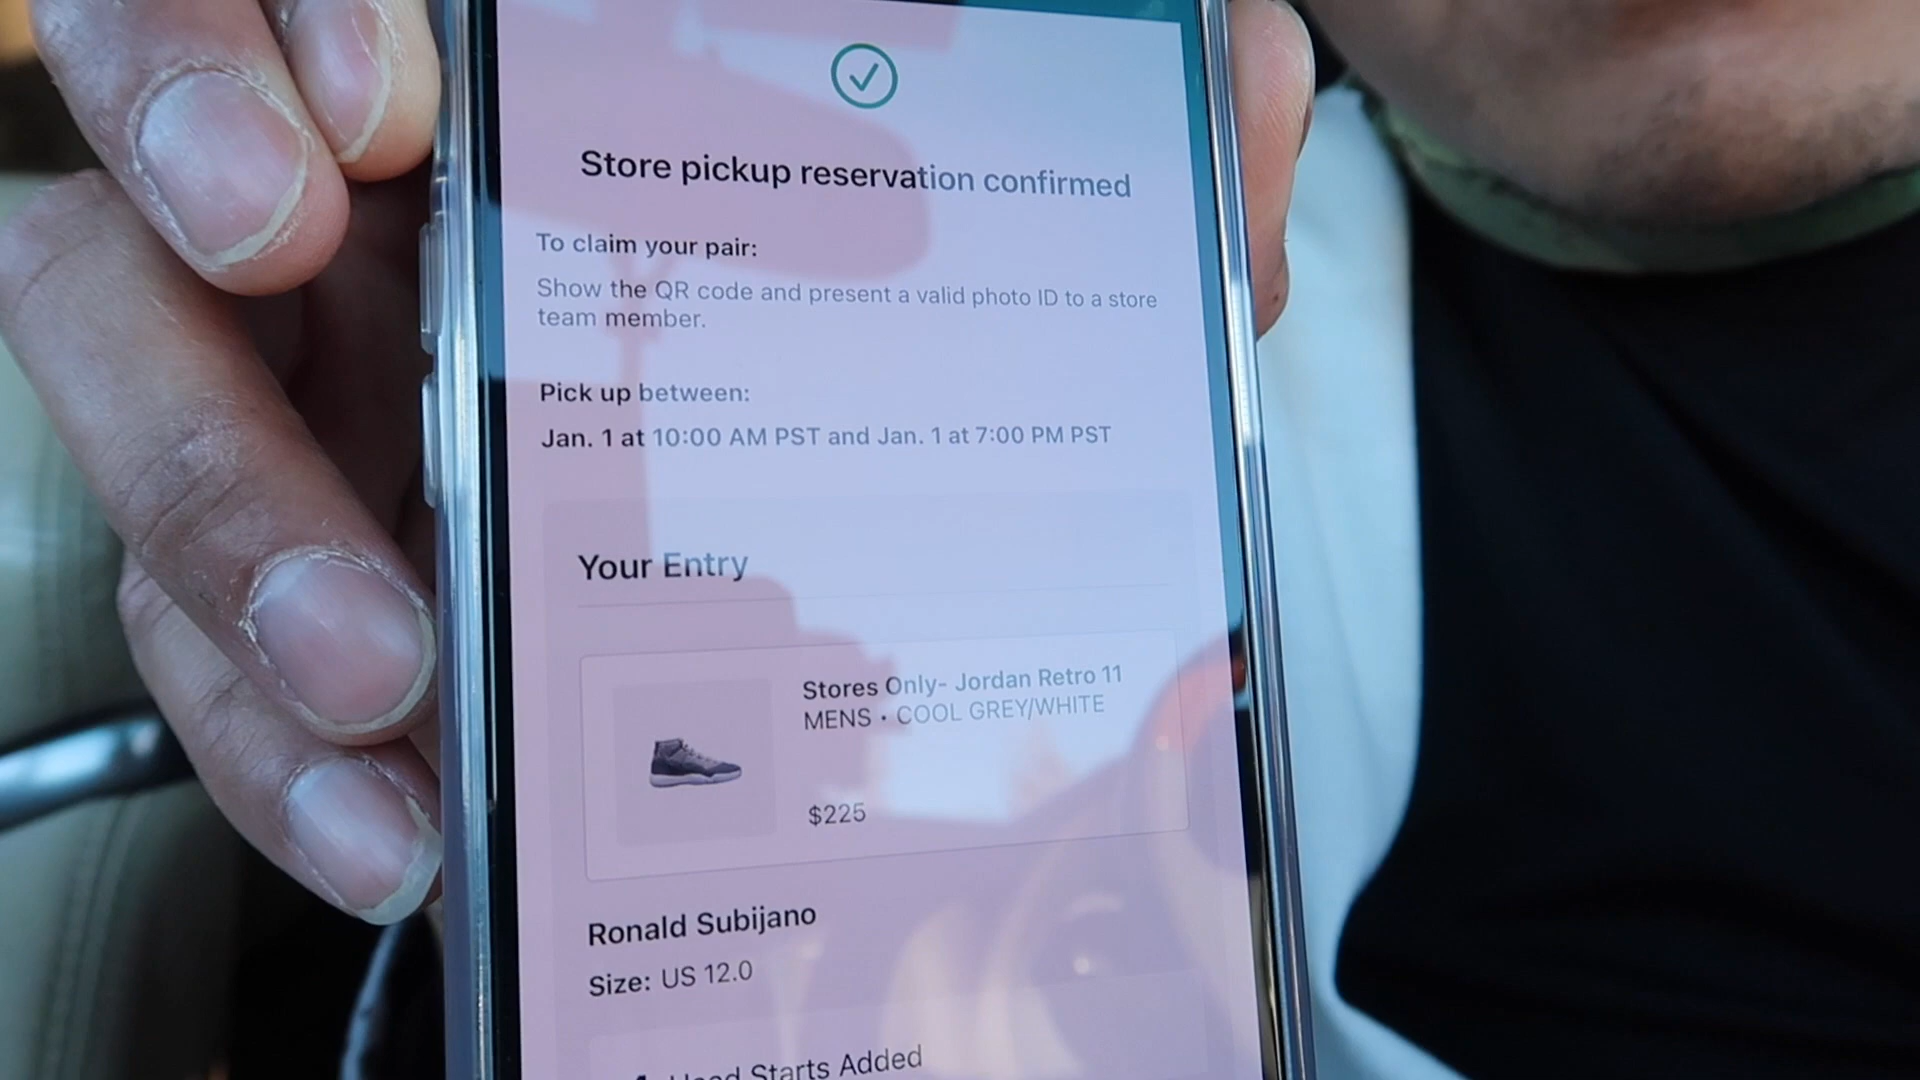 Store pickup reservation confirmed
To claim your pair:
Show the QR code and present a valid photo ID to a store
team member.
Pick up between:
Jan. 1 at 10:00 AM PST and Jan. 1 at 7:00 PM PST
Your Entry
Stores Only- Jordan Retro 11
MENS • COOL GREY/WHITE
$225
Ronald Subijano
Size: US 12.0
Head Starts Added